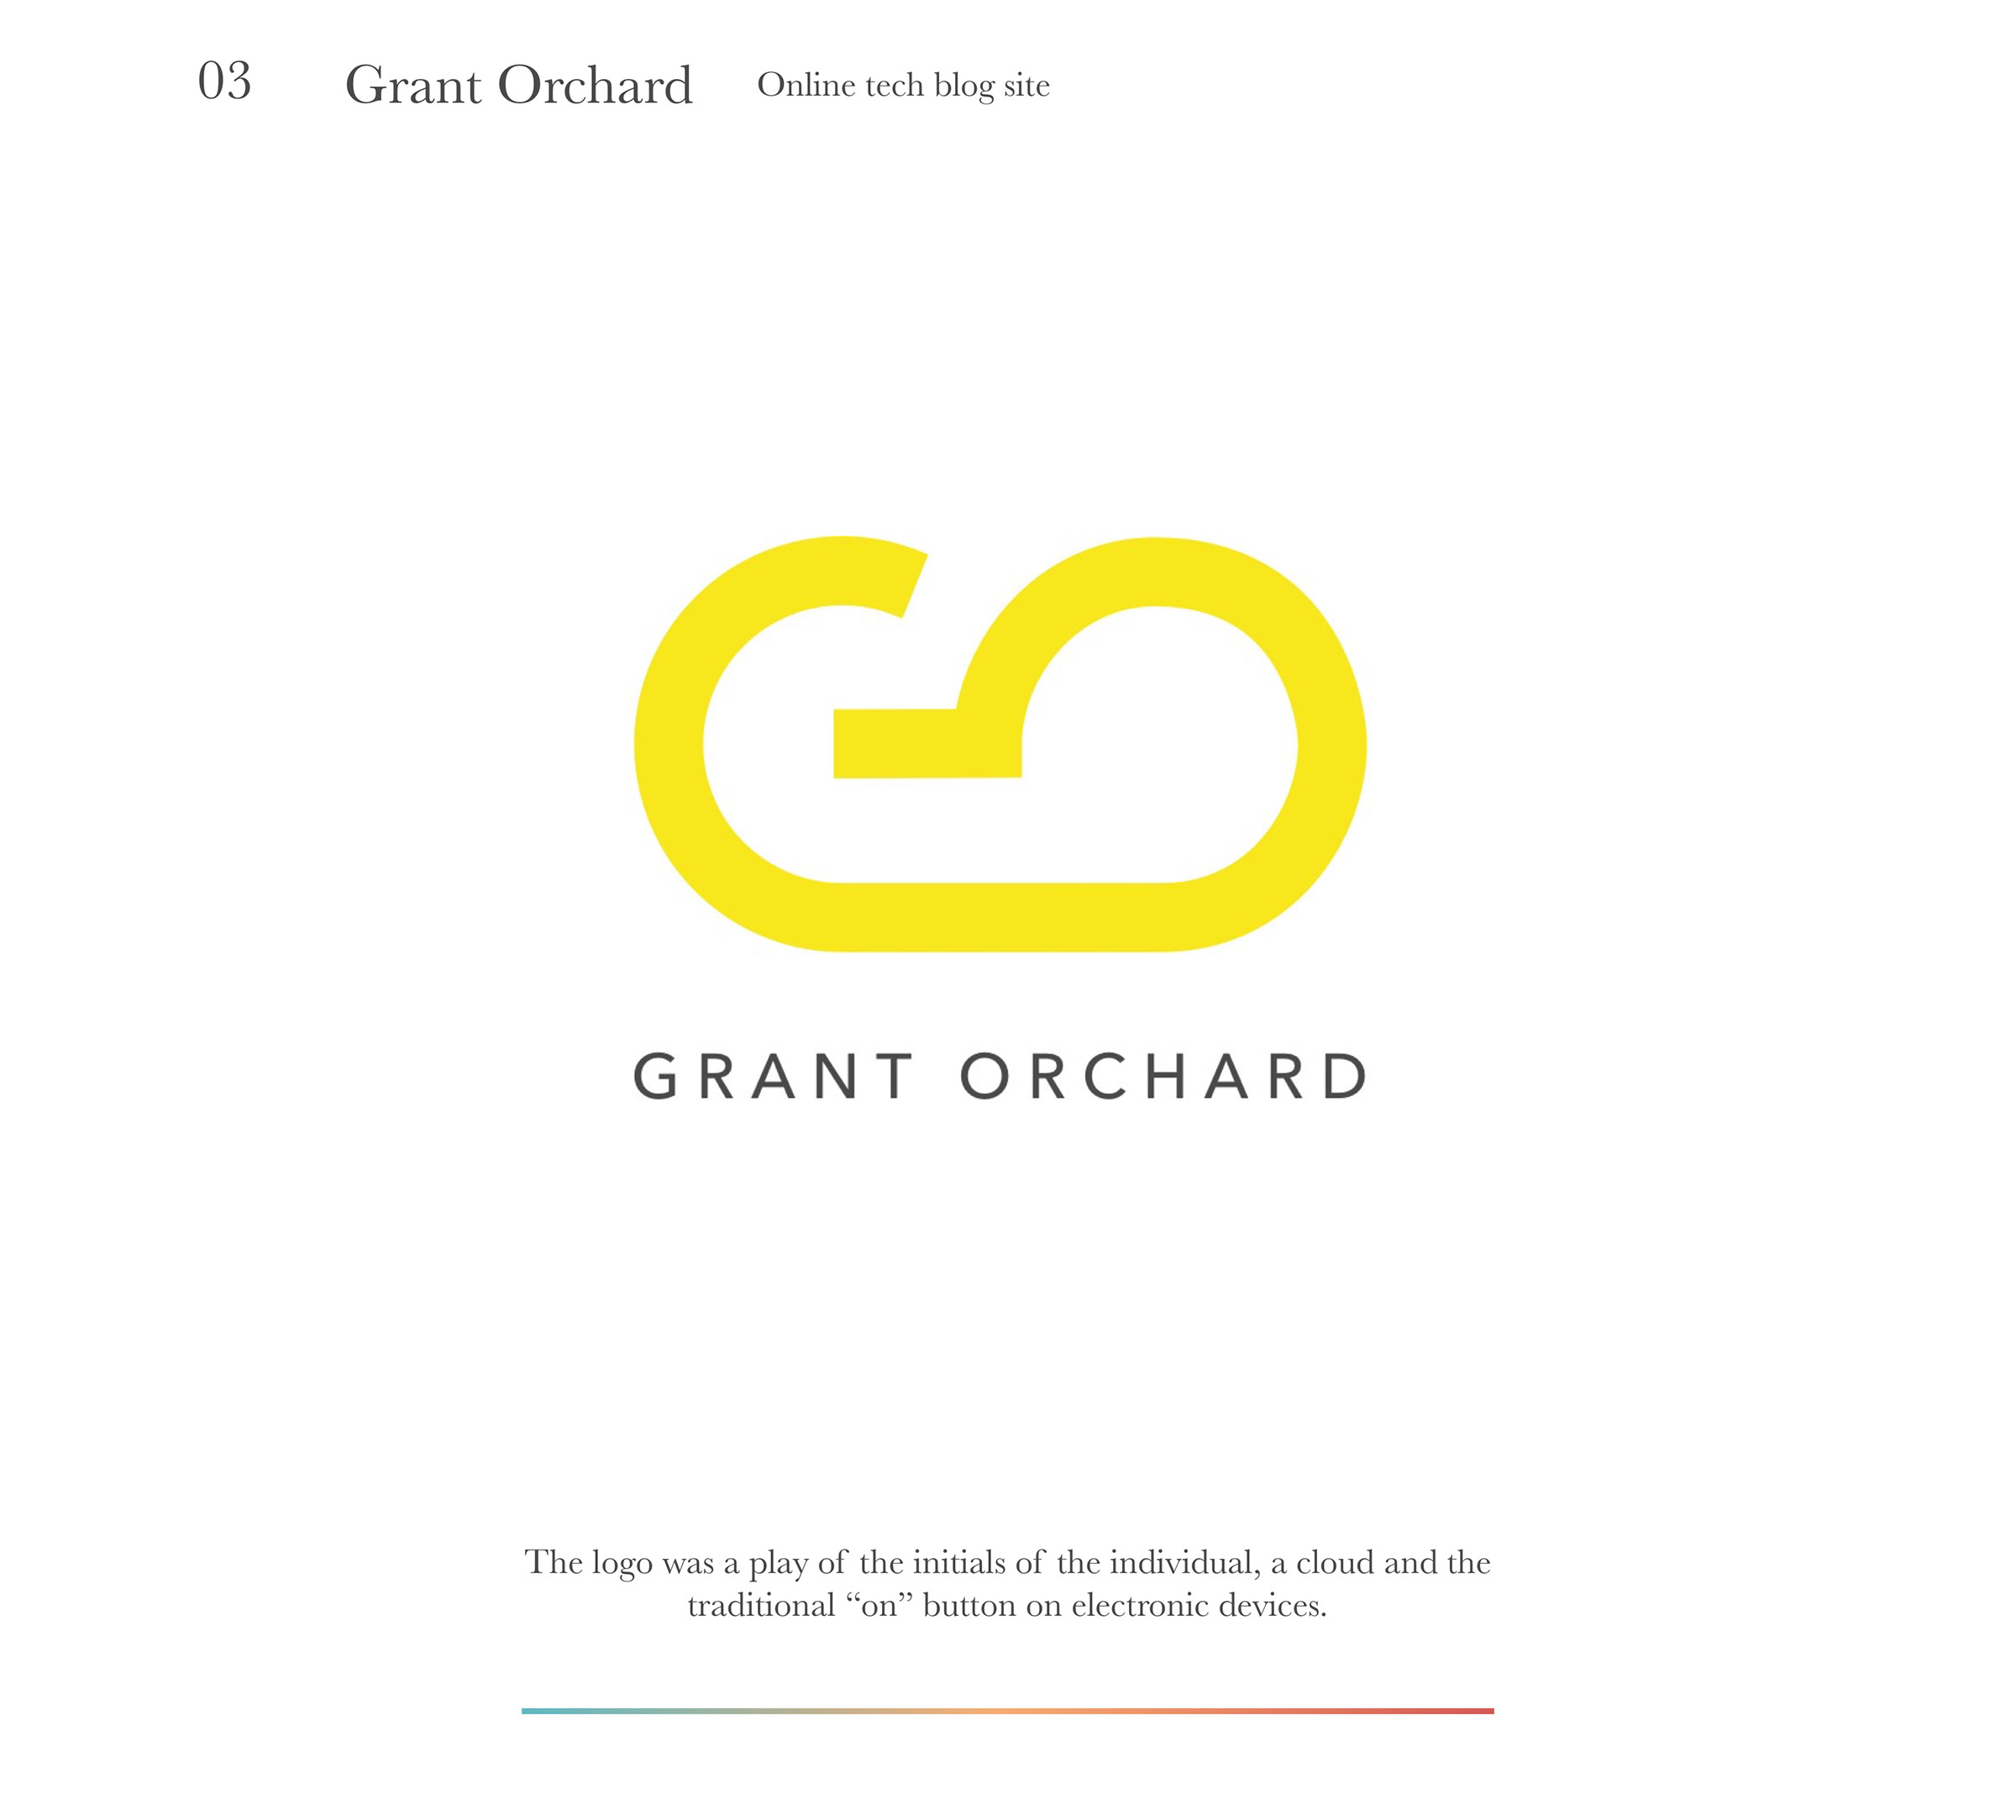 03 Grant Orchard Online tech blog site
GRANT ORCHARD
The logo was a play of the initials of the individual, a cloud and the
traditional “on” button on electronic devices.